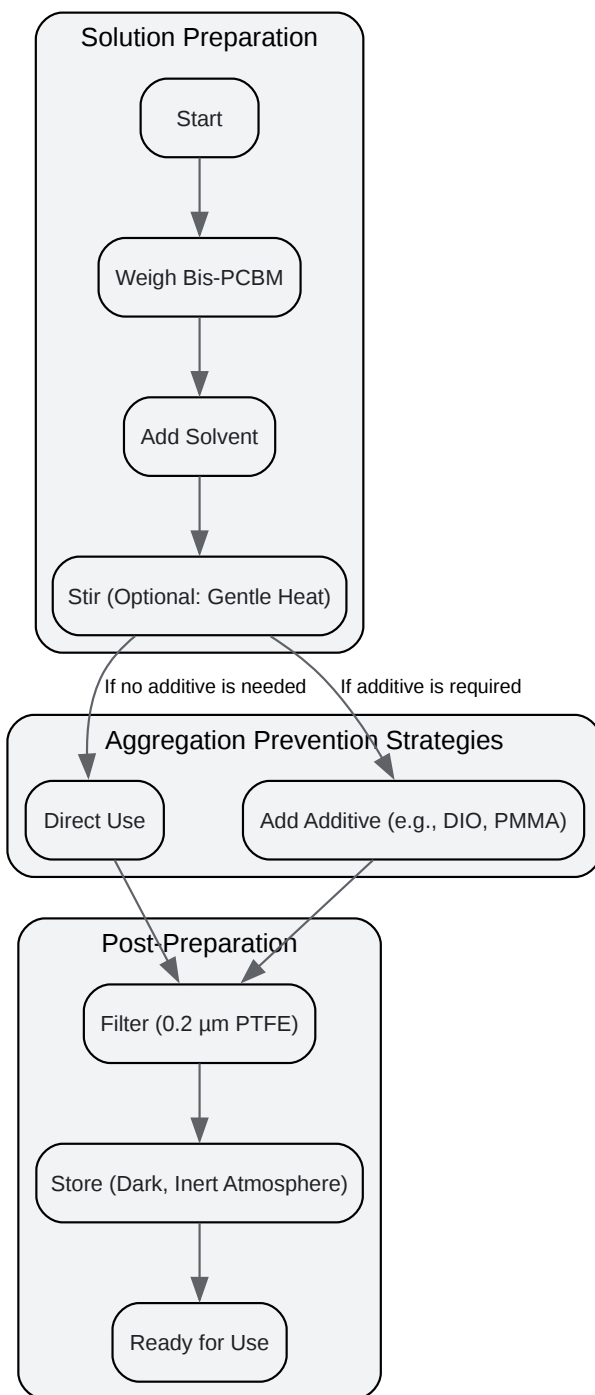 Solution Preparation
Start
Weigh Bis-PCBM
Add Solvent
Stir (Optional: Gentle Heat)
If no additive is needed
If additive is required
Aggregation Prevention Strategies
Direct Use
Add Additive (e.g., DIO, PMMA)
Post-Preparation
Filter (0.2 µm PTFE)
Store (Dark, Inert Atmosphere)
Ready for Use